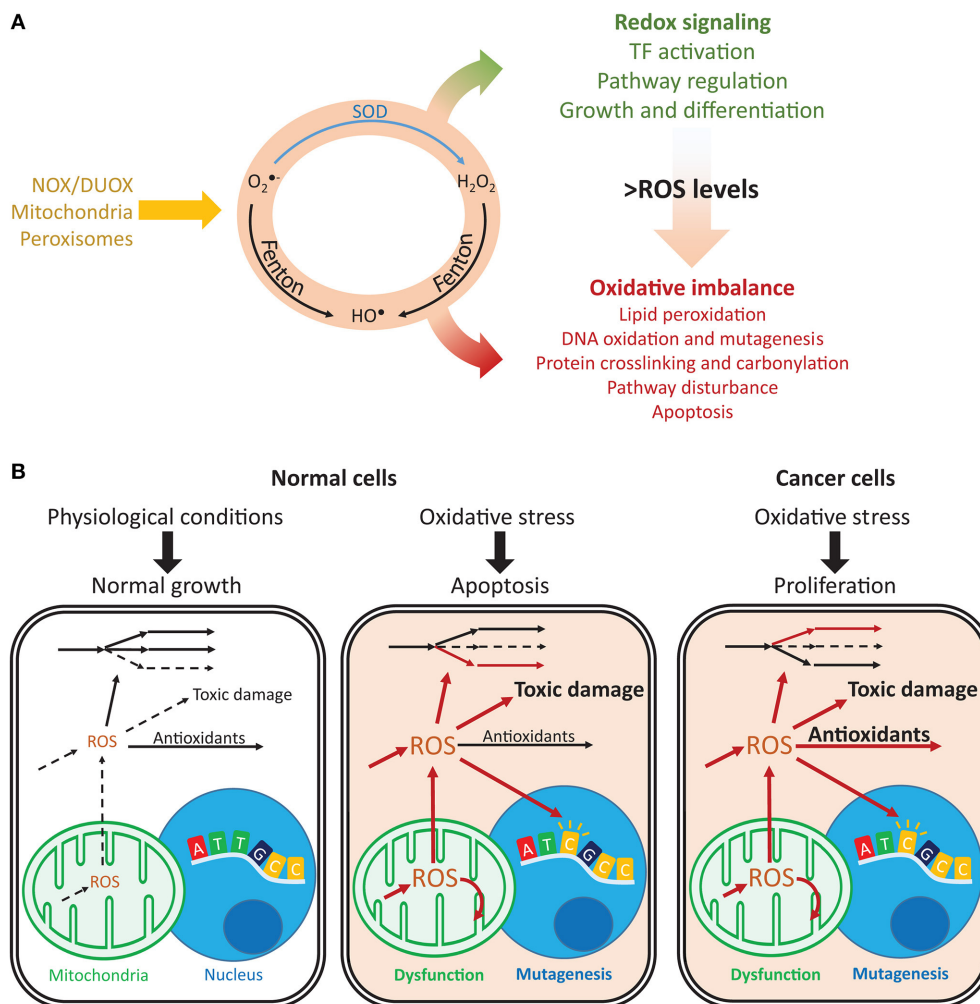 A
Redox signaling
TF activation
Pathway regulation
Growth and differentiation
SOD
O₂•-
H₂O₂
NOX/DUOX
Mitochondria
Peroxisomes
>ROS levels
Fenton
Fenton
HO•
Oxidative imbalance
Lipid peroxidation
DNA oxidation and mutagenesis
Protein crosslinking and carbonylation
Pathway disturbance
Apoptosis
B
Normal cells
Cancer cells
Physiological conditions
Oxidative stress
Oxidative stress
Normal growth
Apoptosis
Proliferation
Toxic damage
ROS
Antioxidants
A T T G C C
ROS
Mitochondria
Nucleus
Toxic damage
ROS
Antioxidants
A T C G C C
ROS
Dysfunction
Mutagenesis
Toxic damage
ROS
Antioxidants
A T C G C C
ROS
Dysfunction
Mutagenesis